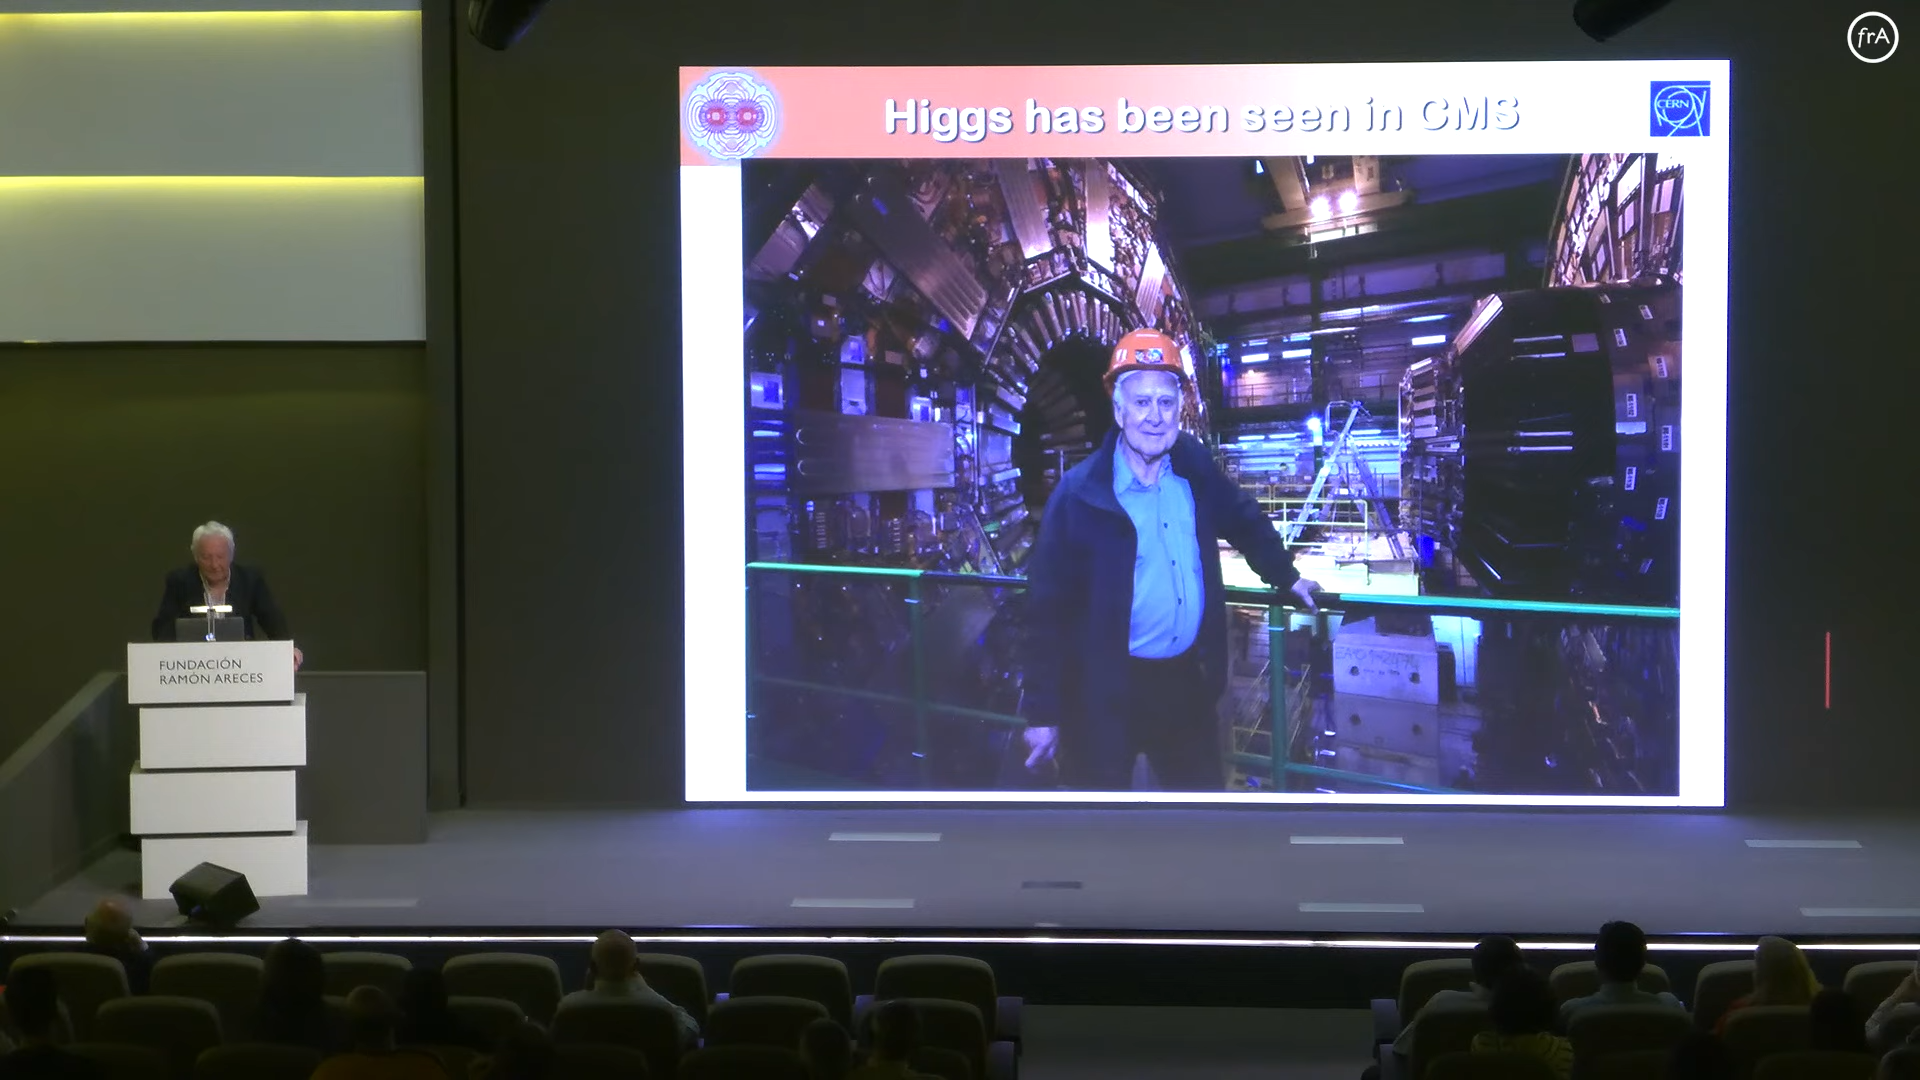 frA
Higgs has been seen in CMS
CERN
FUNDACIÓN
RAMÓN ARECES